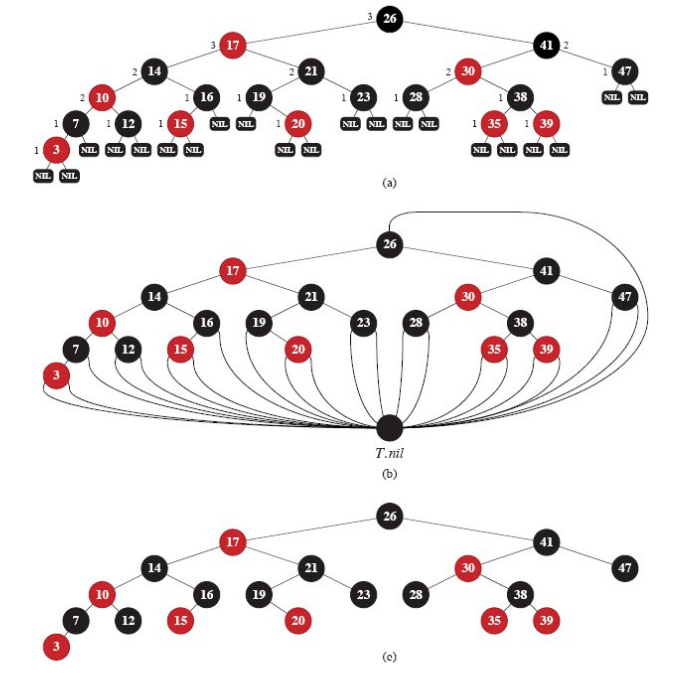 3 26
3 17 41 2
2 14 2 21 2 30 1 47
2 10 1 16 1 19 1 23 1 28 1 38 NIL NIL
1 7 1 12 1 15 NIL NIL 1 20 NIL NIL NIL NIL 1 35 1 39
1 3 NIL NIL NIL NIL NIL NIL NIL NIL NIL NIL NIL
NIL NIL
(a)
26
17 41
14 21 30 47
10 16 19 23 28 38
7 12 15 20 35 39
3
T.nil
(b)
26
17 41
14 21 30 47
10 16 19 23 28 38
7 12 15 20 35 39
3
(c)